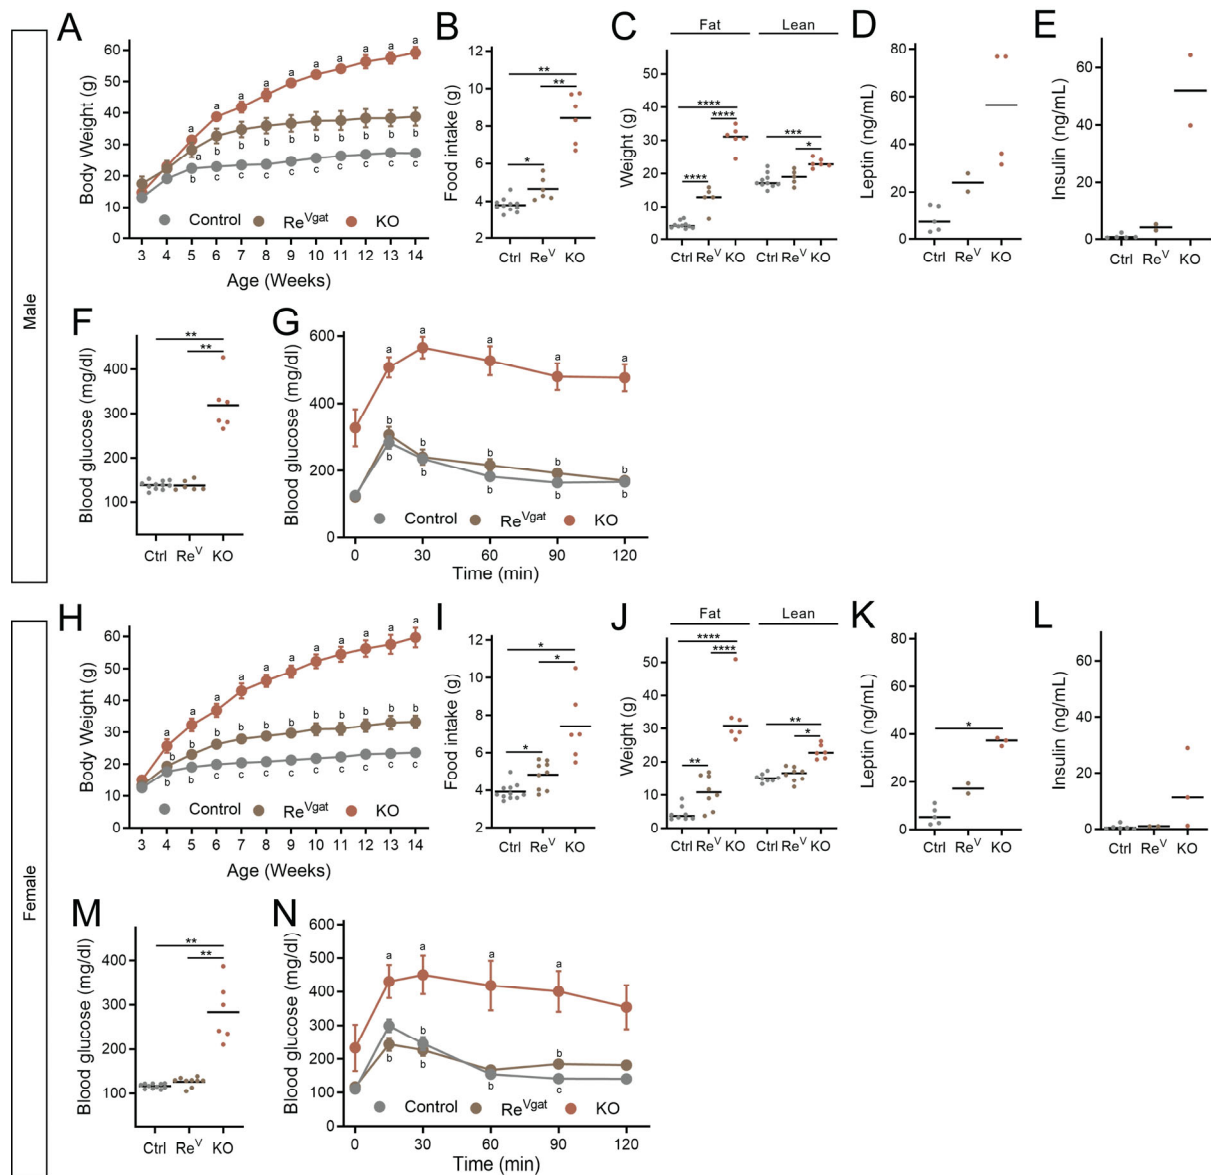 Male
A
Body Weight (g)
60
50
40
30
20
10
0
a a a a a a a a a a
a b b b b b b b b b
b c c c c c c c c c
Control Re^Vgat KO
3 4 5 6 7 8 9 10 11 12 13 14
Age (Weeks)
B
Food intake (g)
12
10
8
6
4
2
**
**
*
Ctrl Re^V KO
C
Fat Lean
Weight (g)
50
40
30
20
10
0
****
****
****
***
*
Ctrl Re^V KO Ctrl Re^V KO
D
Leptin (ng/mL)
80
60
40
20
0
Ctrl Re^V KO
E
Insulin (ng/mL)
60
40
20
0
Ctrl Re^V KO
F
Blood glucose (mg/dl)
400
300
200
100
**
**
Ctrl Re^V KO
G
Blood glucose (mg/dl)
600
400
200
0
a a a a a
b b b b b
b b b b b
Control Re^Vgat KO
0 30 60 90 120
Time (min)
Female
H
Body Weight (g)
60
50
40
30
20
10
0
a a a a a a a a a a a
b b b b b b b b b b b
b c c c c c c c c c c
Control Re^Vgat KO
3 4 5 6 7 8 9 10 11 12 13 14
Age (Weeks)
I
Food intake (g)
12
10
8
6
4
2
*
*
*
Ctrl Re^V KO
J
Fat Lean
Weight (g)
50
40
30
20
10
0
****
****
**
**
*
Ctrl Re^V KO Ctrl Re^V KO
K
Leptin (ng/mL)
80
60
40
20
0
*
Ctrl Re^V KO
L
Insulin (ng/mL)
60
40
20
0
Ctrl Re^V KO
M
Blood glucose (mg/dl)
400
300
200
100
**
**
Ctrl Re^V KO
N
Blood glucose (mg/dl)
600
500
400
300
200
100
0
a a a a
b b
b b b c
Control Re^Vgat KO
0 30 60 90 120
Time (min)